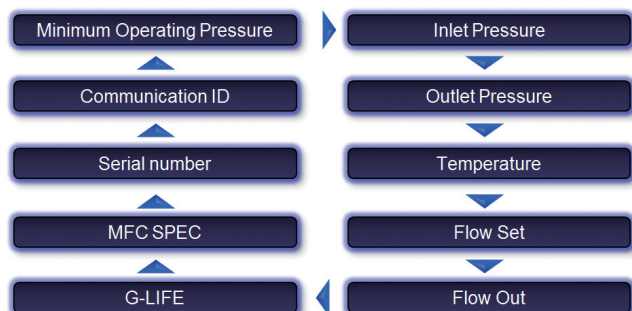 Minimum Operating Pressure
Inlet Pressure
Communication ID
Outlet Pressure
Serial number
Temperature
MFC SPEC
Flow Set
G-LIFE
Flow Out